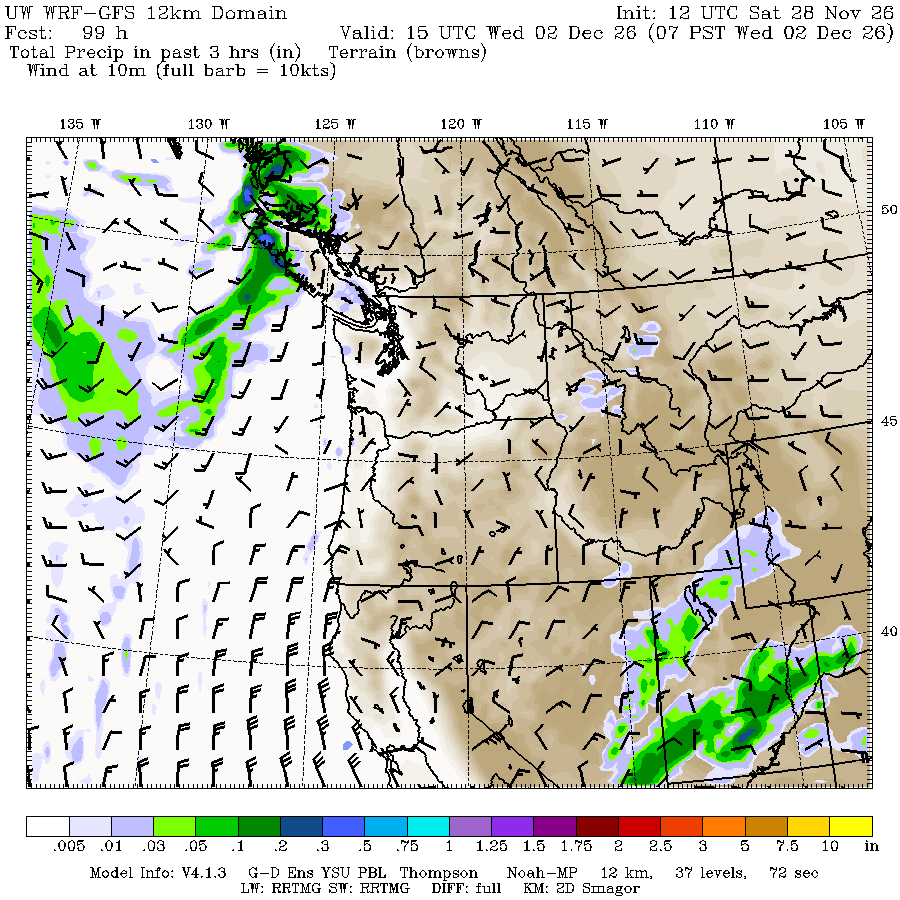 UW WRF-GFS 12km Domain Init: 12 UTC Sat 28 Nov 26
Fcst: 99 h Valid: 15 UTC Wed 02 Dec 26 (07 PST Wed 02 Dec 26)
Total Precip in past 3 hrs (in) Terrain (browns)
Wind at 10m (full barb = 10kts)
135 W 130 W 125 W 120 W 115 W 110 W 105 W
50
45
40
.005 .01 .03 .05 .1 .2 .3 .5 .75 1 1.25 1.5 1.75 2 2.5 3 5 7.5 10 in
Model Info: V4.1.3 G-D Ens YSU PBL Thompson Noah-MP 12 km, 37 levels, 72 sec
LW: RRTMG SW: RRTMG DIFF: full KM: 2D Smagor